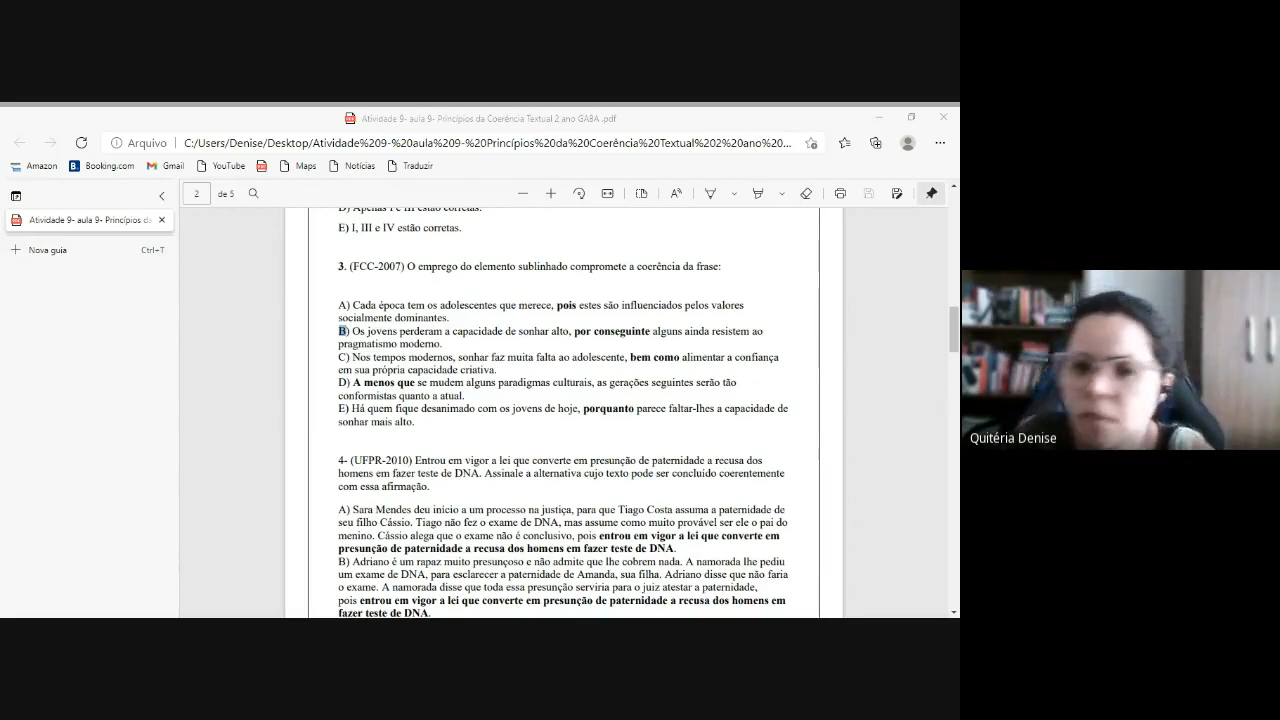 Atividade 9- aula 9- Princípios da Coerência Textual 2 ano GABA .pdf
Arquivo
C:/Users/Denise/Desktop/Atividade%209-%20aula%209-%20Princípios%20da%20Coerência%20Textual%202%20ano%20...
Amazon Booking.com Gmail YouTube Maps Notícias Traduzir
2 de 5
Atividade 9- aula 9- Princípios da
Nova guia Ctrl+T
D) Apenas I e III estão corretas.
E) I, III e IV estão corretas.
3. (FCC-2007) O emprego do elemento sublinhado compromete a coerência da frase:
A) Cada época tem os adolescentes que merece, pois estes são influenciados pelos valores
socialmente dominantes.
B) Os jovens perderam a capacidade de sonhar alto, por conseguinte alguns ainda resistem ao
pragmatismo moderno.
C) Nos tempos modernos, sonhar faz muita falta ao adolescente, bem como alimentar a confiança
em sua própria capacidade criativa.
D) A menos que se mudem alguns paradigmas culturais, as gerações seguintes serão tão
conformistas quanto a atual.
E) Há quem fique desanimado com os jovens de hoje, porquanto parece faltar-lhes a capacidade de
sonhar mais alto.
4- (UFPR-2010) Entrou em vigor a lei que converte em presunção de paternidade a recusa dos
homens em fazer teste de DNA. Assinale a alternativa cujo texto pode ser concluído coerentemente
com essa afirmação.
A) Sara Mendes deu início a um processo na justiça, para que Tiago Costa assuma a paternidade de
seu filho Cássio. Tiago não fez o exame de DNA, mas assume como muito provável ser ele o pai do
menino. Cássio alega que o exame não é conclusivo, pois entrou em vigor a lei que converte em
presunção de paternidade a recusa dos homens em fazer teste de DNA.
B) Adriano é um rapaz muito presunçoso e não admite que lhe cobrem nada. A namorada lhe pediu
um exame de DNA, para esclarecer a paternidade de Amanda, sua filha. Adriano disse que não faria
o exame. A namorada disse que toda essa presunção serviria para o juiz atestar a paternidade,
pois entrou em vigor a lei que converte em presunção de paternidade a recusa dos homens em
fazer teste de DNA.
Quitéria Denise